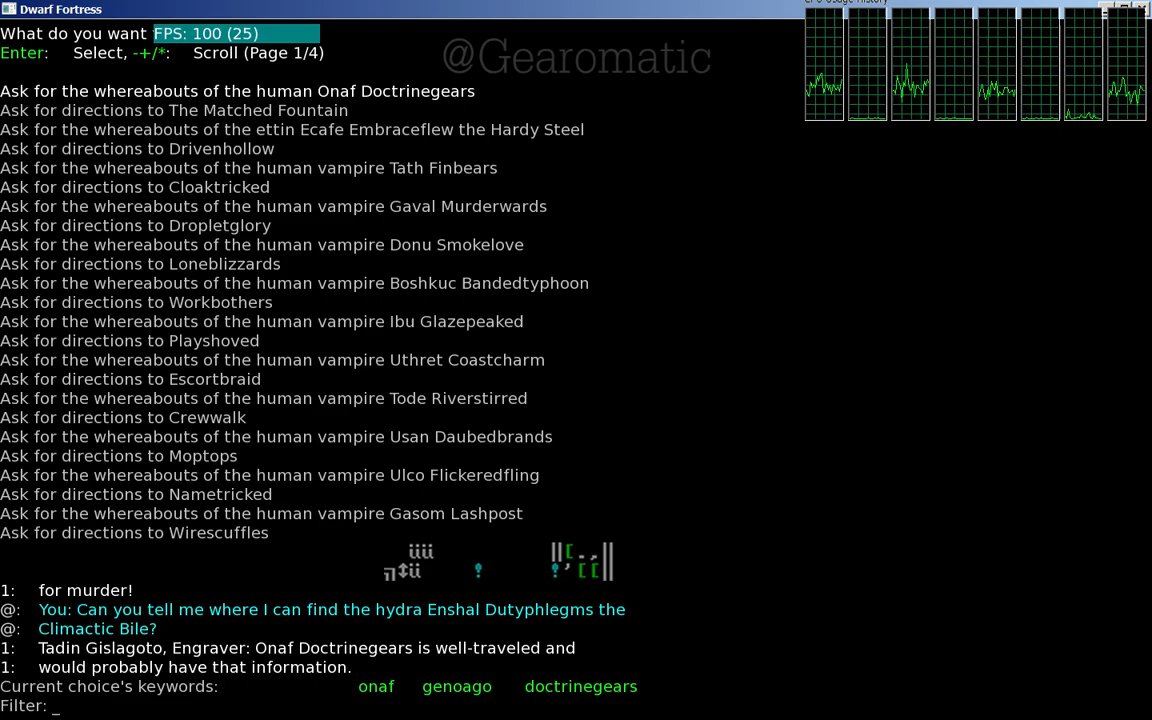 Dwarf Fortress
What do you want FPS: 100 (25)
Enter: Select, -+/*: Scroll (Page 1/4)
@Gearomatic
Ask for the whereabouts of the human Onaf Doctrinegears
Ask for directions to The Matched Fountain
Ask for the whereabouts of the ettin Ecafe Embraceflew the Hardy Steel
Ask for directions to Drivenhollow
Ask for the whereabouts of the human vampire Tath Finbears
Ask for directions to Cloaktricked
Ask for the whereabouts of the human vampire Gaval Murderwards
Ask for directions to Dropletglory
Ask for the whereabouts of the human vampire Donu Smokelove
Ask for directions to Loneblizzards
Ask for the whereabouts of the human vampire Boshkuc Bandedtyphoon
Ask for directions to Workbothers
Ask for the whereabouts of the human vampire Ibu Glazepeaked
Ask for directions to Playshoved
Ask for the whereabouts of the human vampire Uthret Coastcharm
Ask for directions to Escortbraid
Ask for the whereabouts of the human vampire Tode Riverstirred
Ask for directions to Crewwalk
Ask for the whereabouts of the human vampire Usan Daubedbrands
Ask for directions to Moptops
Ask for the whereabouts of the human vampire Ulco Flickeredfling
Ask for directions to Nametricked
Ask for the whereabouts of the human vampire Gasom Lashpost
Ask for directions to Wirescuffles
1: for murder!
@: You: Can you tell me where I can find the hydra Enshal Dutyphlegms the
@: Climactic Bile?
1: Tadin Gislagoto, Engraver: Onaf Doctrinegears is well-traveled and
1: would probably have that information.
Current choice's keywords: onaf genoago doctrinegears
Filter: _